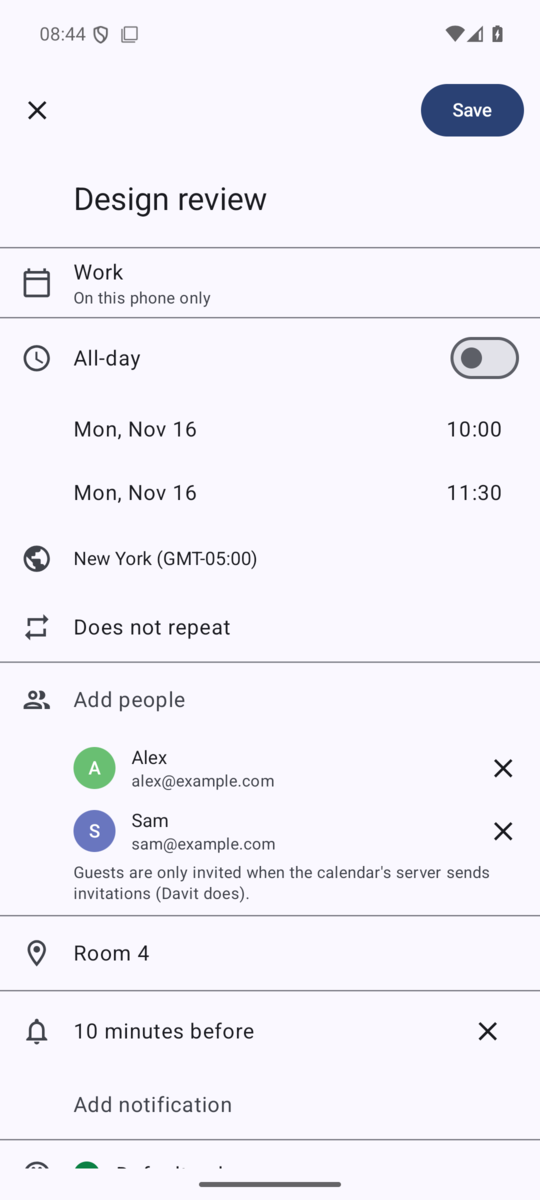 08:44
Save
Design review
Work
On this phone only
All-day
Mon, Nov 16 10:00
Mon, Nov 16 11:30
New York (GMT-05:00)
Does not repeat
Add people
A
Alex
alex@example.com
S
Sam
sam@example.com
Guests are only invited when the calendar's server sends
invitations (Davit does).
Room 4
10 minutes before
Add notification